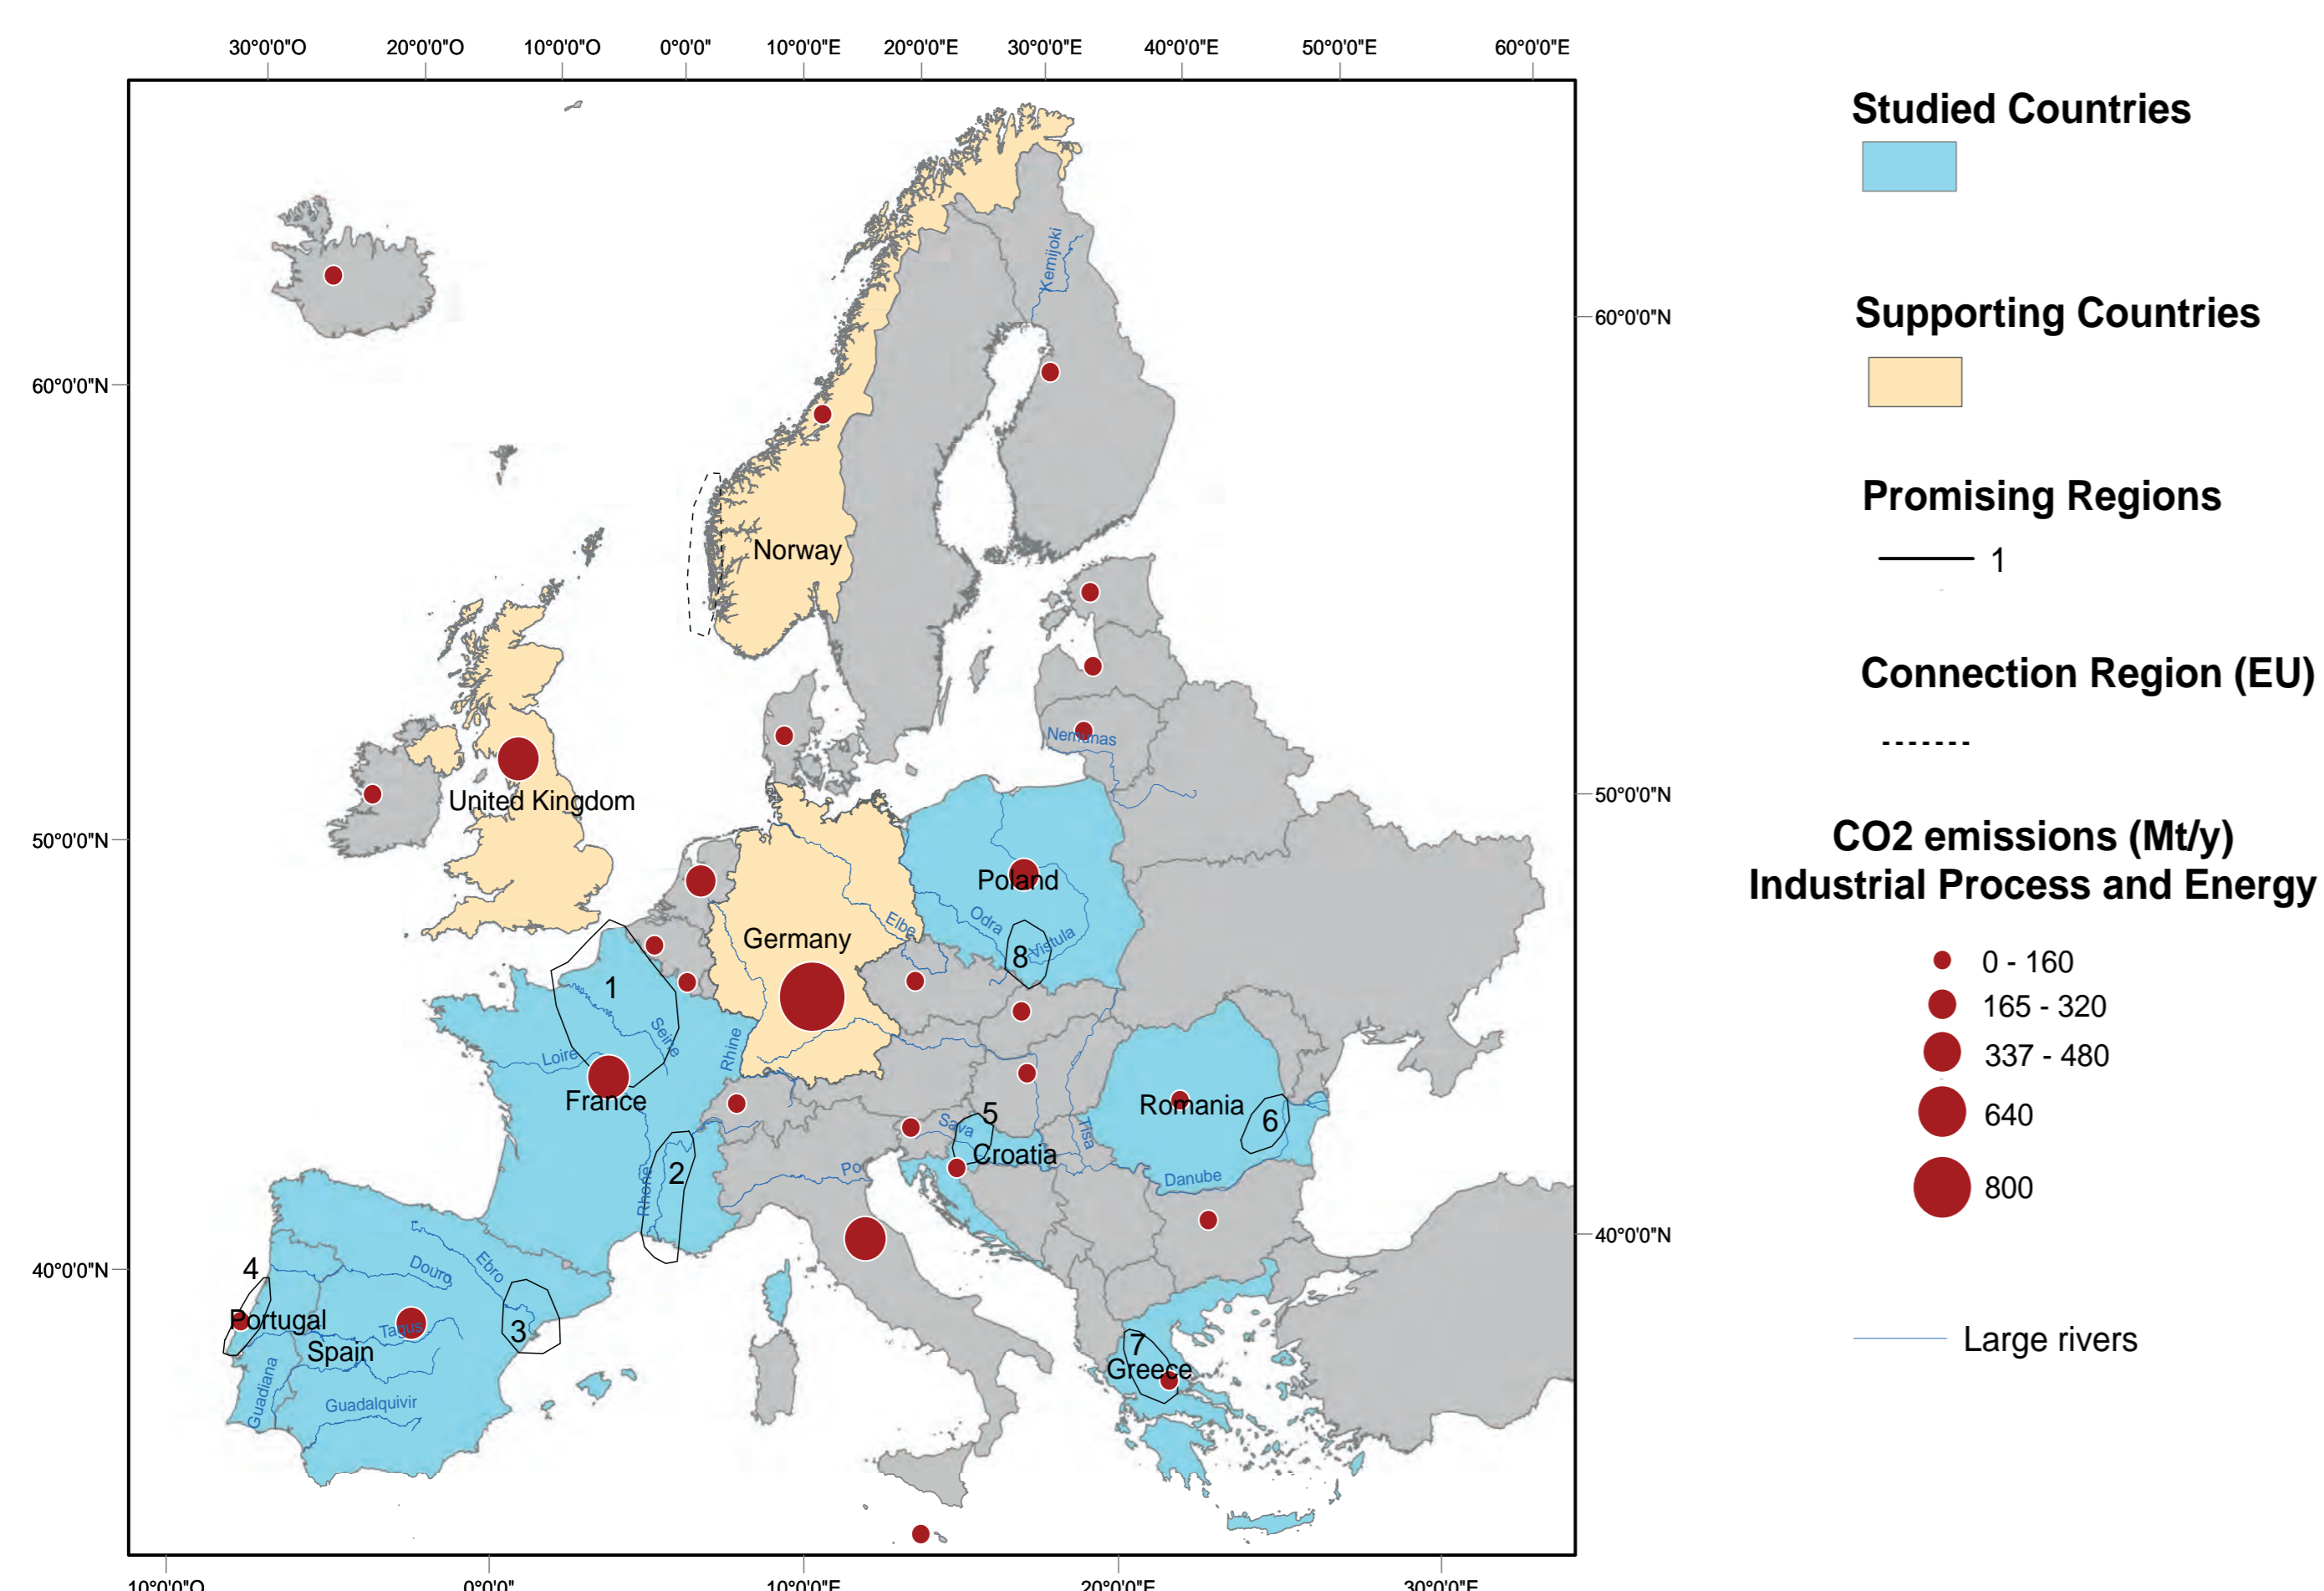 30°0'0"O 20°0'0"O 10°0'0"O 0°0'0" 10°0'0"E 20°0'0"E 30°0'0"E 40°0'0"E 50°0'0"E 60°0'0"E
Studied Countries
Supporting Countries
Promising Regions
1
Connection Region (EU)
CO2 emissions (Mt/y)
Industrial Process and Energy
0 - 160
165 - 320
337 - 480
640
800
Large rivers
60°0'0"N
50°0'0"N
40°0'0"N
60°0'0"N
50°0'0"N
40°0'0"N
Kemijoki
Norway
Nemunas
United Kingdom
Poland
Odra
Vistula
8
Elbe
Germany
1
Seine
Loire
Rhine
France
Romania
6
5
Sava
Croatia
Tisa
2
Rhone
Po
Danube
4
Douro
Ebro
Portugal
Tagus
3
Spain
7
Greece
Guadiana
Guadalquivir
10°0'0"O 0°0'0" 10°0'0"E 20°0'0"E 30°0'0"E